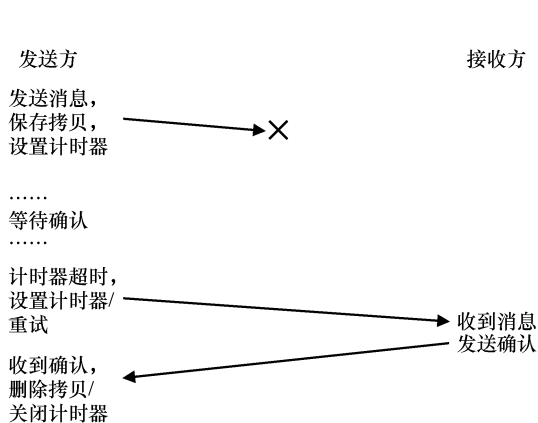 发送方
接收方
发送消息，
保存拷贝，
设置计时器
……
等待确认
……
计时器超时，
设置计时器/
重试
收到消息
发送确认
收到确认，
删除拷贝/
关闭计时器